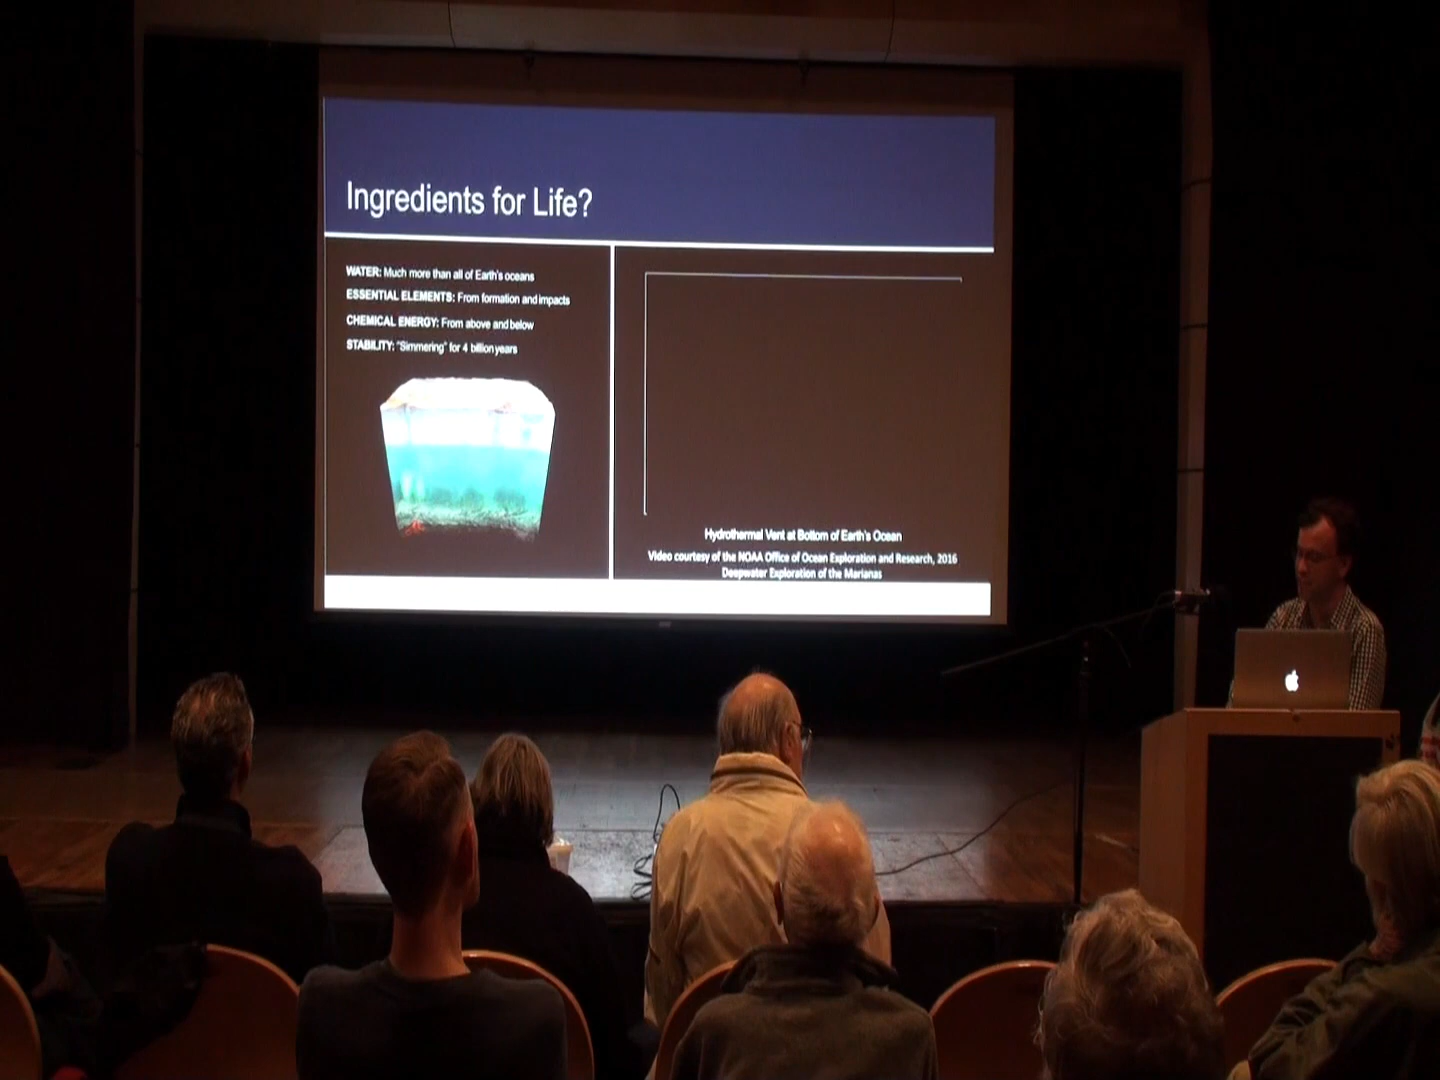 Ingredients for Life?
WATER: Much more than all of Earth's oceans
ESSENTIAL ELEMENTS: From formation and impacts
CHEMICAL ENERGY: From above and below
STABILITY: "Simmering" for 4 billion years
Hydrothermal Vent at Bottom of Earth's Ocean
Video courtesy of the NOAA Office of Ocean Exploration and Research, 2016
Deepwater Exploration of the Marianas